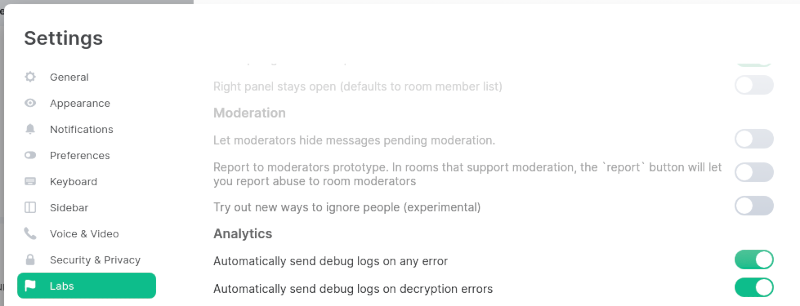 Settings
General
Appearance
Notifications
Preferences
Keyboard
Sidebar
Voice & Video
Security & Privacy
Labs
Right panel stays open (defaults to room member list)
Moderation
Let moderators hide messages pending moderation.
Report to moderators prototype. In rooms that support moderation, the `report` button will let
you report abuse to room moderators
Try out new ways to ignore people (experimental)
Analytics
Automatically send debug logs on any error
Automatically send debug logs on decryption errors